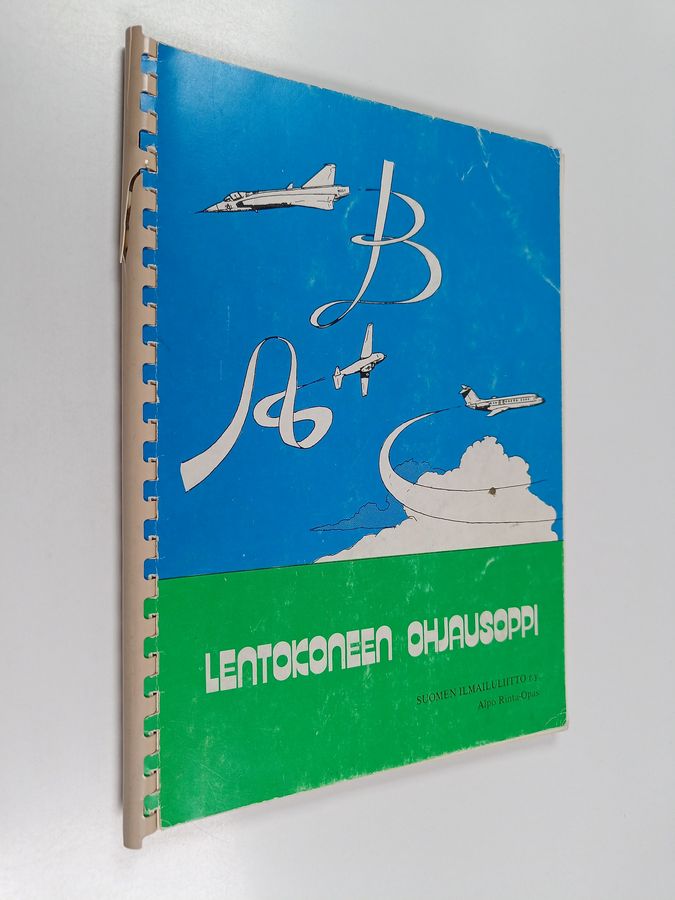 B
A
C
LENTOKONEEN OHJAUSOPPI
SUOMEN ILMAILULIITTO r.y.
Alpo Rinta-Opas